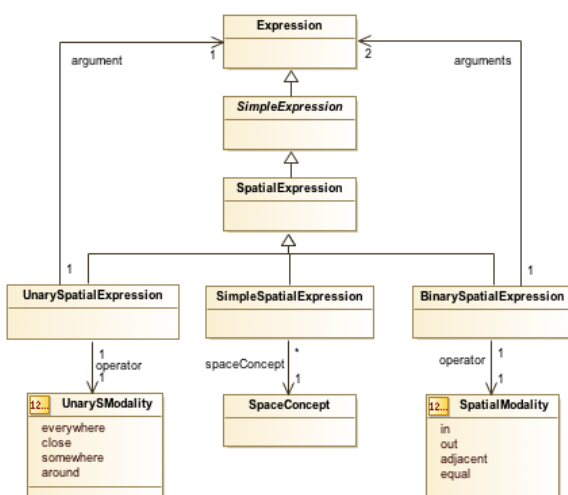 Expression
argument
1
2
arguments
SimpleExpression
SpatialExpression
1
1
UnarySpatialExpression
SimpleSpatialExpression
BinarySpatialExpression
1
operator
1
*
spaceConcept
1
1
operator
1
12... UnarySModality
SpaceConcept
12... SpatialModality
everywhere
close
somewhere
around
in
out
adjacent
equal